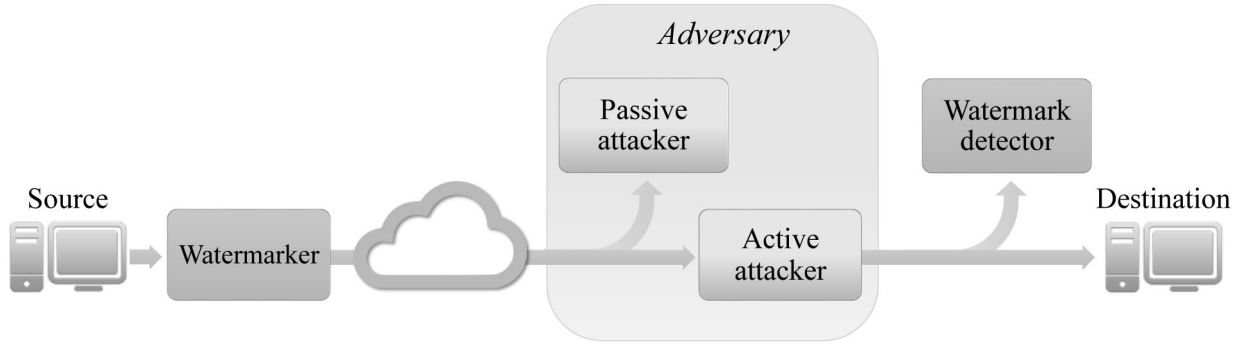 Adversary
Passive
attacker
Watermark
detector
Source
Watermarker
Active
attacker
Destination